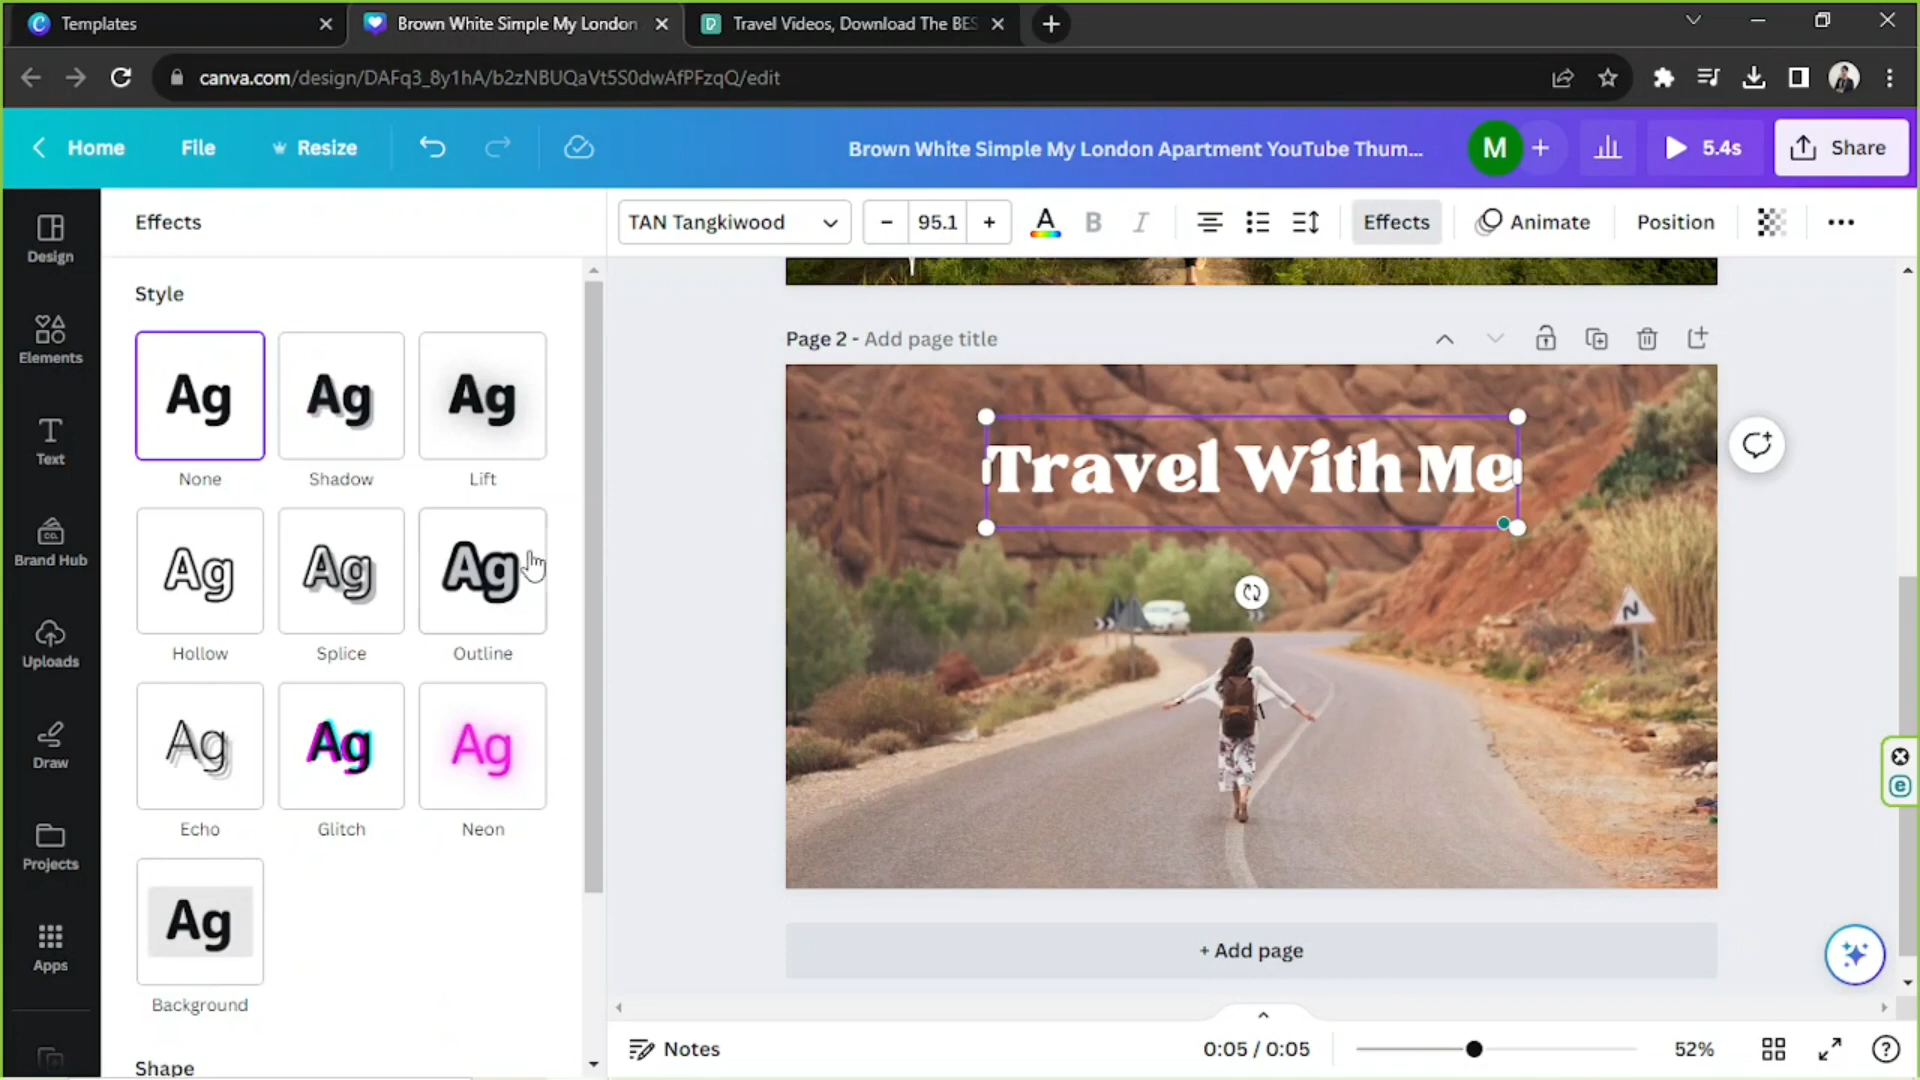 Templates
Brown White Simple My London
Travel Videos, Download The BES
canva.com/design/DAFq3_8y1hA/b2zNBUQaVt5S0dwAfPFzqQ/edit
Home
File
Resize
Brown White Simple My London Apartment YouTube Thum...
M
5.4s
Share
Design
Elements
Text
Brand Hub
Uploads
Draw
Projects
Apps
Effects
Style
Ag
None
Ag
Shadow
Ag
Lift
Ag
Hollow
Ag
Splice
Ag
Outline
Ag
Echo
Ag
Glitch
Ag
Neon
Ag
Background
Shape
TAN Tangkiwood
95.1
A
B
I
Effects
Animate
Position
Page 2 - Add page title
Travel With Me
+ Add page
Notes
0:05 / 0:05
52%